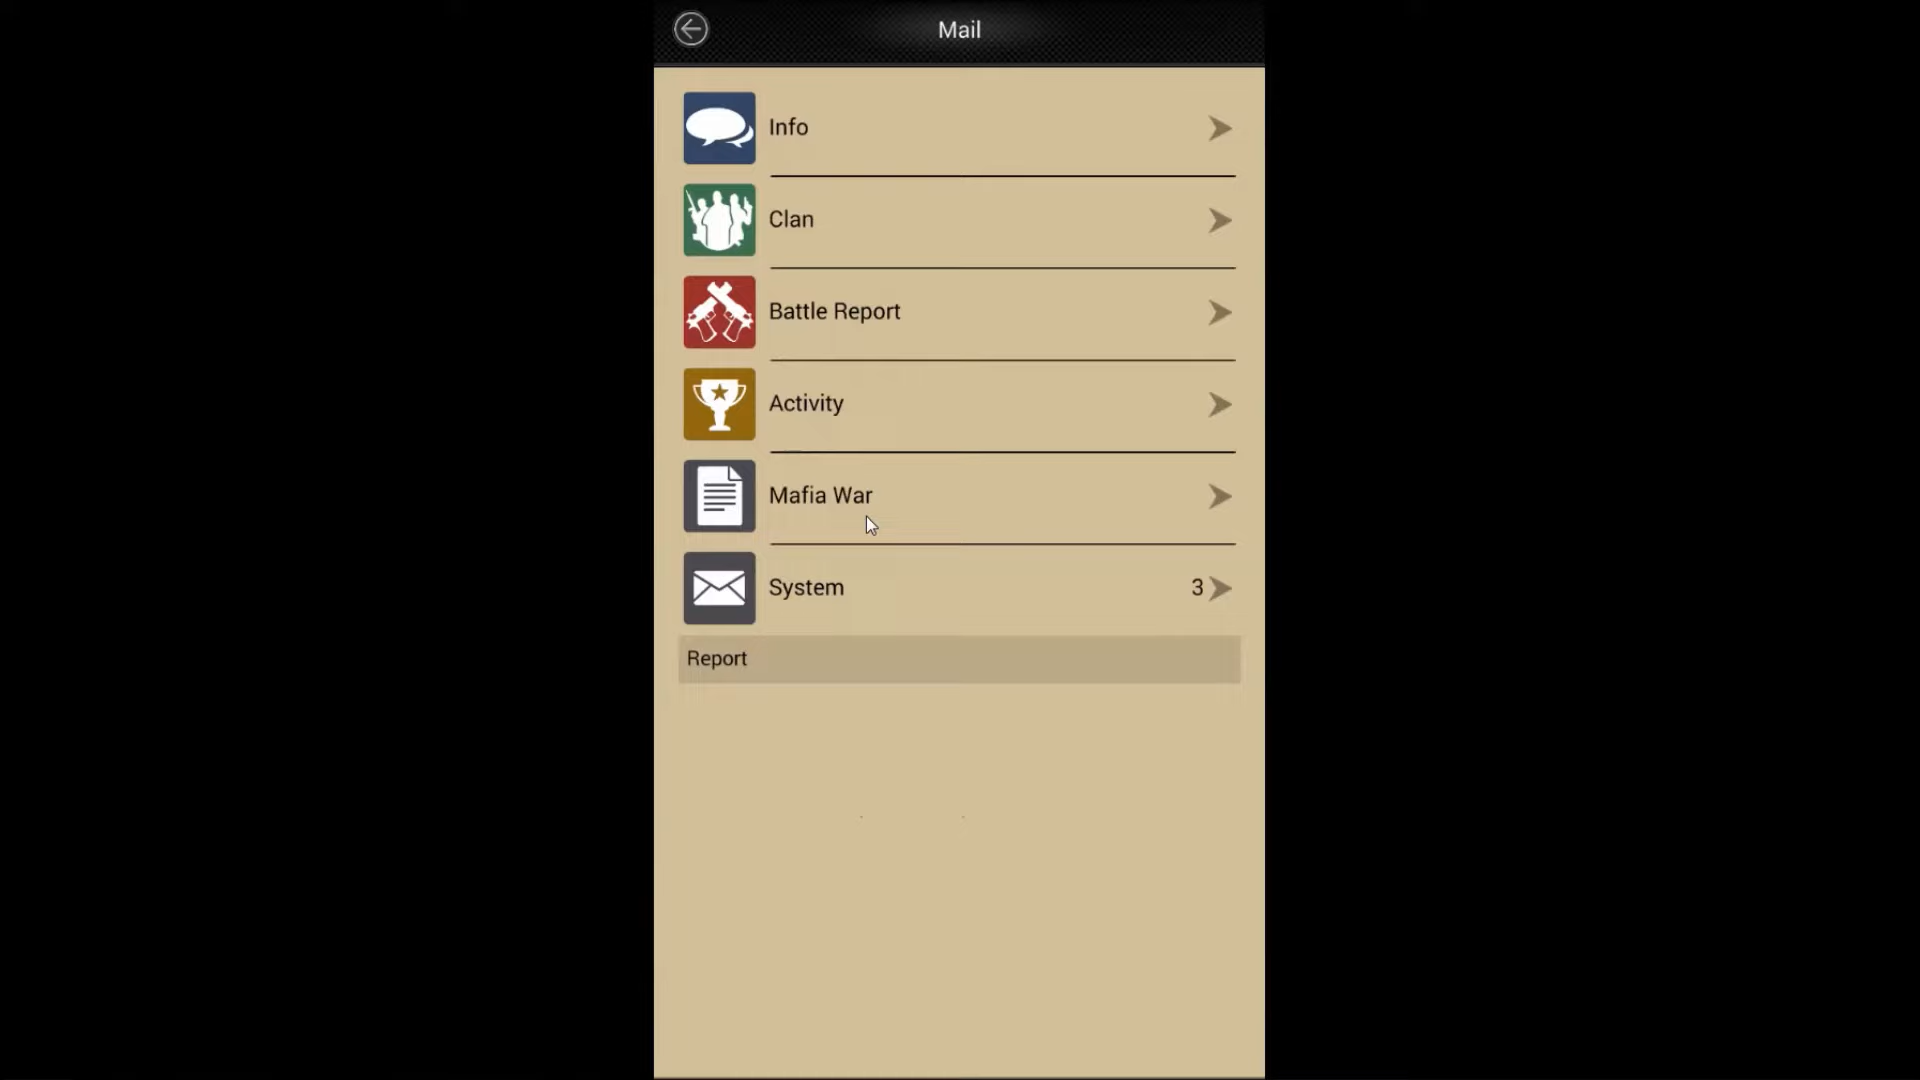 Mail
Info
Clan
Battle Report
Activity
Mafia War
System 3
Report